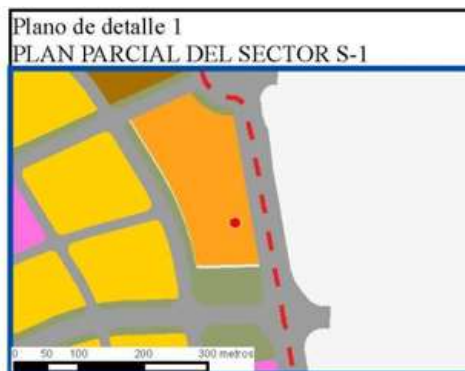 Plano de detalle 1
PLAN PARCIAL DEL SECTOR S-1
0 50 100 200 300 metros